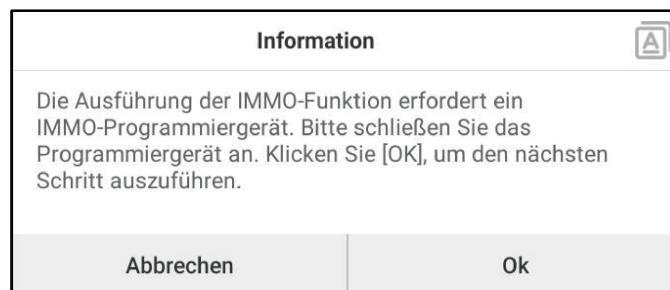 Information
A
Die Ausführung der IMMO-Funktion erfordert ein
IMMO-Programmiergerät. Bitte schließen Sie das
Programmiergerät an. Klicken Sie [OK], um den nächsten
Schritt auszuführen.
Abbrechen
Ok